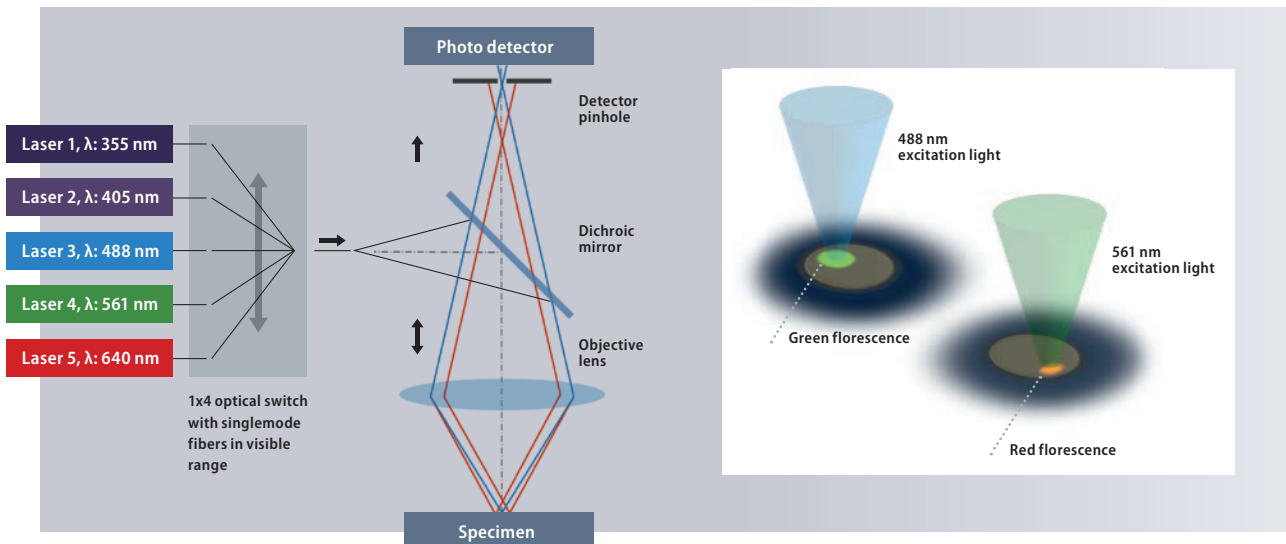 Photo detector
Detector
pinhole
Laser 1, λ: 355 nm
Laser 2, λ: 405 nm
Laser 3, λ: 488 nm
Laser 4, λ: 561 nm
Laser 5, λ: 640 nm
1x4 optical switch
with singlemode
fibers in visible
range
Dichroic
mirror
Objective
lens
Specimen
488 nm
excitation light
Green florescence
561 nm
excitation light
Red florescence